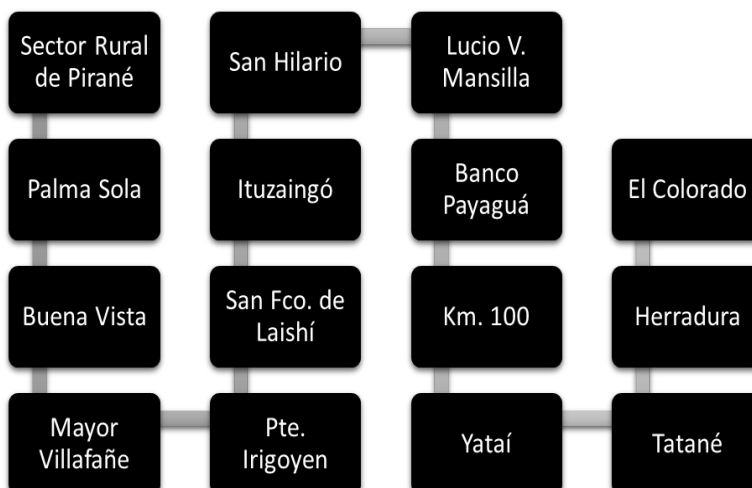 Sector Rural
de Pirané
Palma Sola
Buena Vista
Mayor
Villafañe
Pte.
Irigoyen
San Fco. de
Laishí
Ituzaingó
San Hilario
Lucio V.
Mansilla
Banco
Payaguá
Km. 100
Yataí
Tatané
Herradura
El Colorado